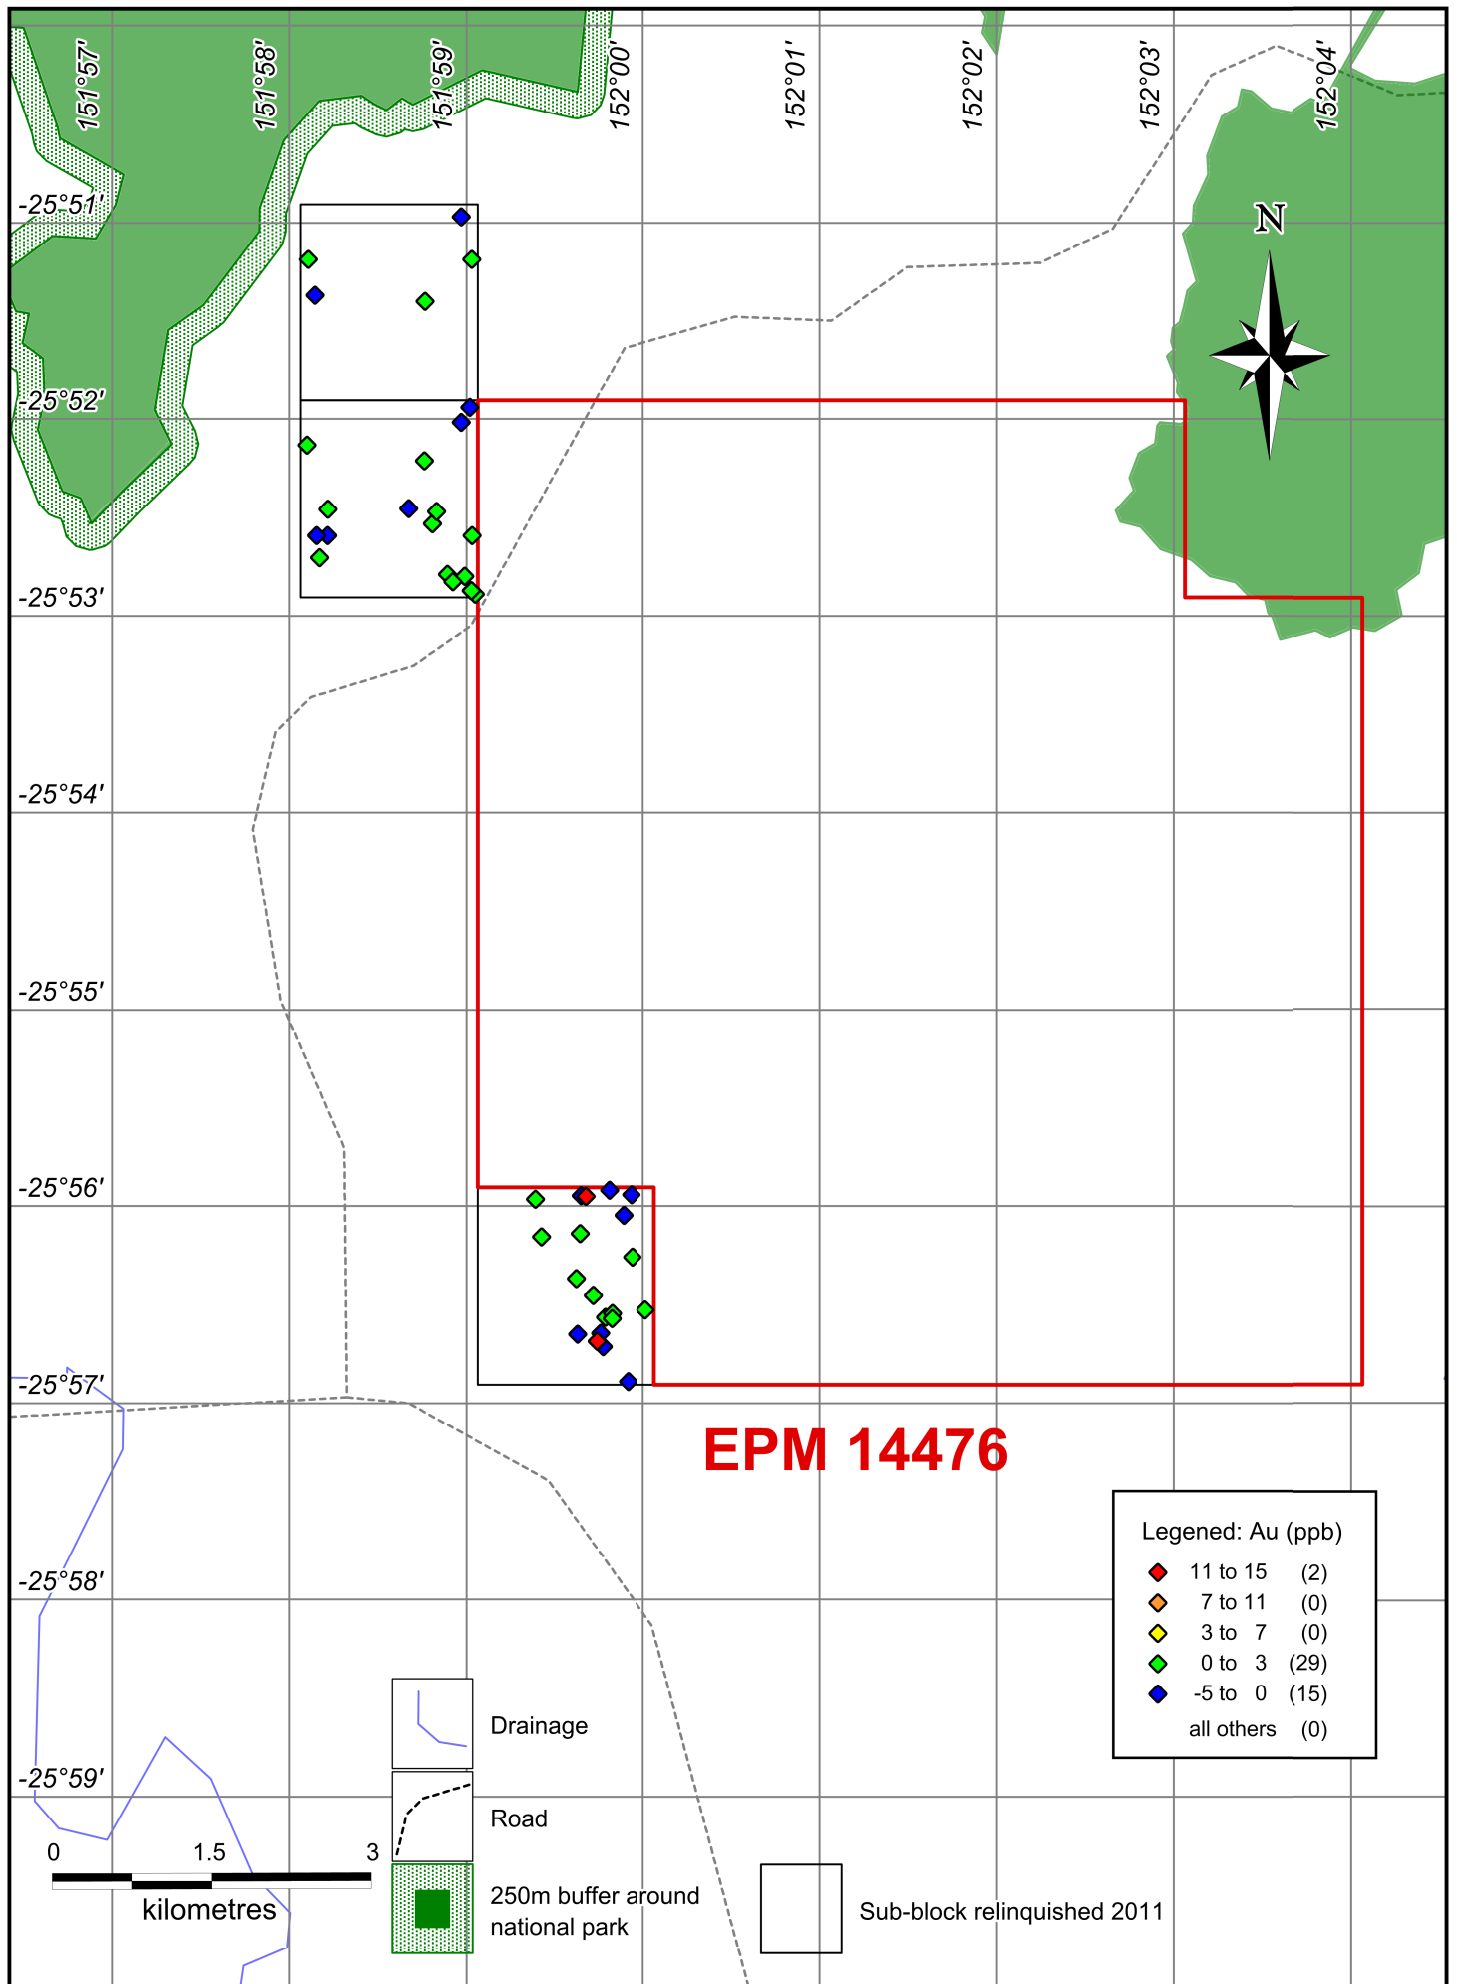 151°57'
151°58'
151°59'
152°00'
152°01'
152°02'
152°03'
152°04'
-25°51'
N
-25°52'
-25°53'
-25°54'
-25°55'
-25°56'
-25°57'
EPM 14476
Legened: Au (ppb)
11 to 15 (2)
7 to 11 (0)
3 to 7 (0)
0 to 3 (29)
-5 to 0 (15)
all others (0)
-25°58'
Drainage
-25°59'
Road
0 1.5 3
kilometres
250m buffer around
national park
Sub-block relinquished 2011